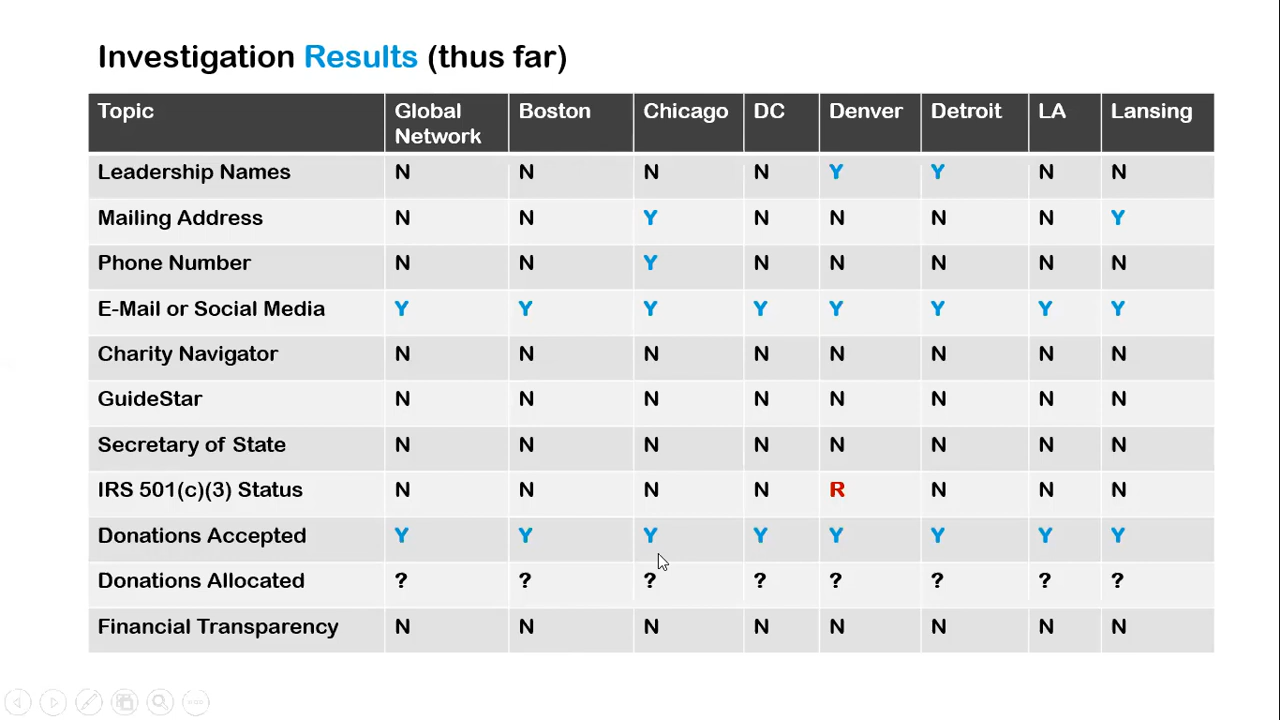 Investigation Results (thus far)
Topic Global Network Boston Chicago DC Denver Detroit LA Lansing
Leadership Names N N N N Y Y N N
Mailing Address N N Y N N N N Y
Phone Number N N Y N N N N N
E-Mail or Social Media Y Y Y Y Y Y Y Y
Charity Navigator N N N N N N N N
GuideStar N N N N N N N N
Secretary of State N N N N N N N N
IRS 501(c)(3) Status N N N N R N N N
Donations Accepted Y Y Y Y Y Y Y Y
Donations Allocated ? ? ? ? ? ? ? ?
Financial Transparency N N N N N N N N